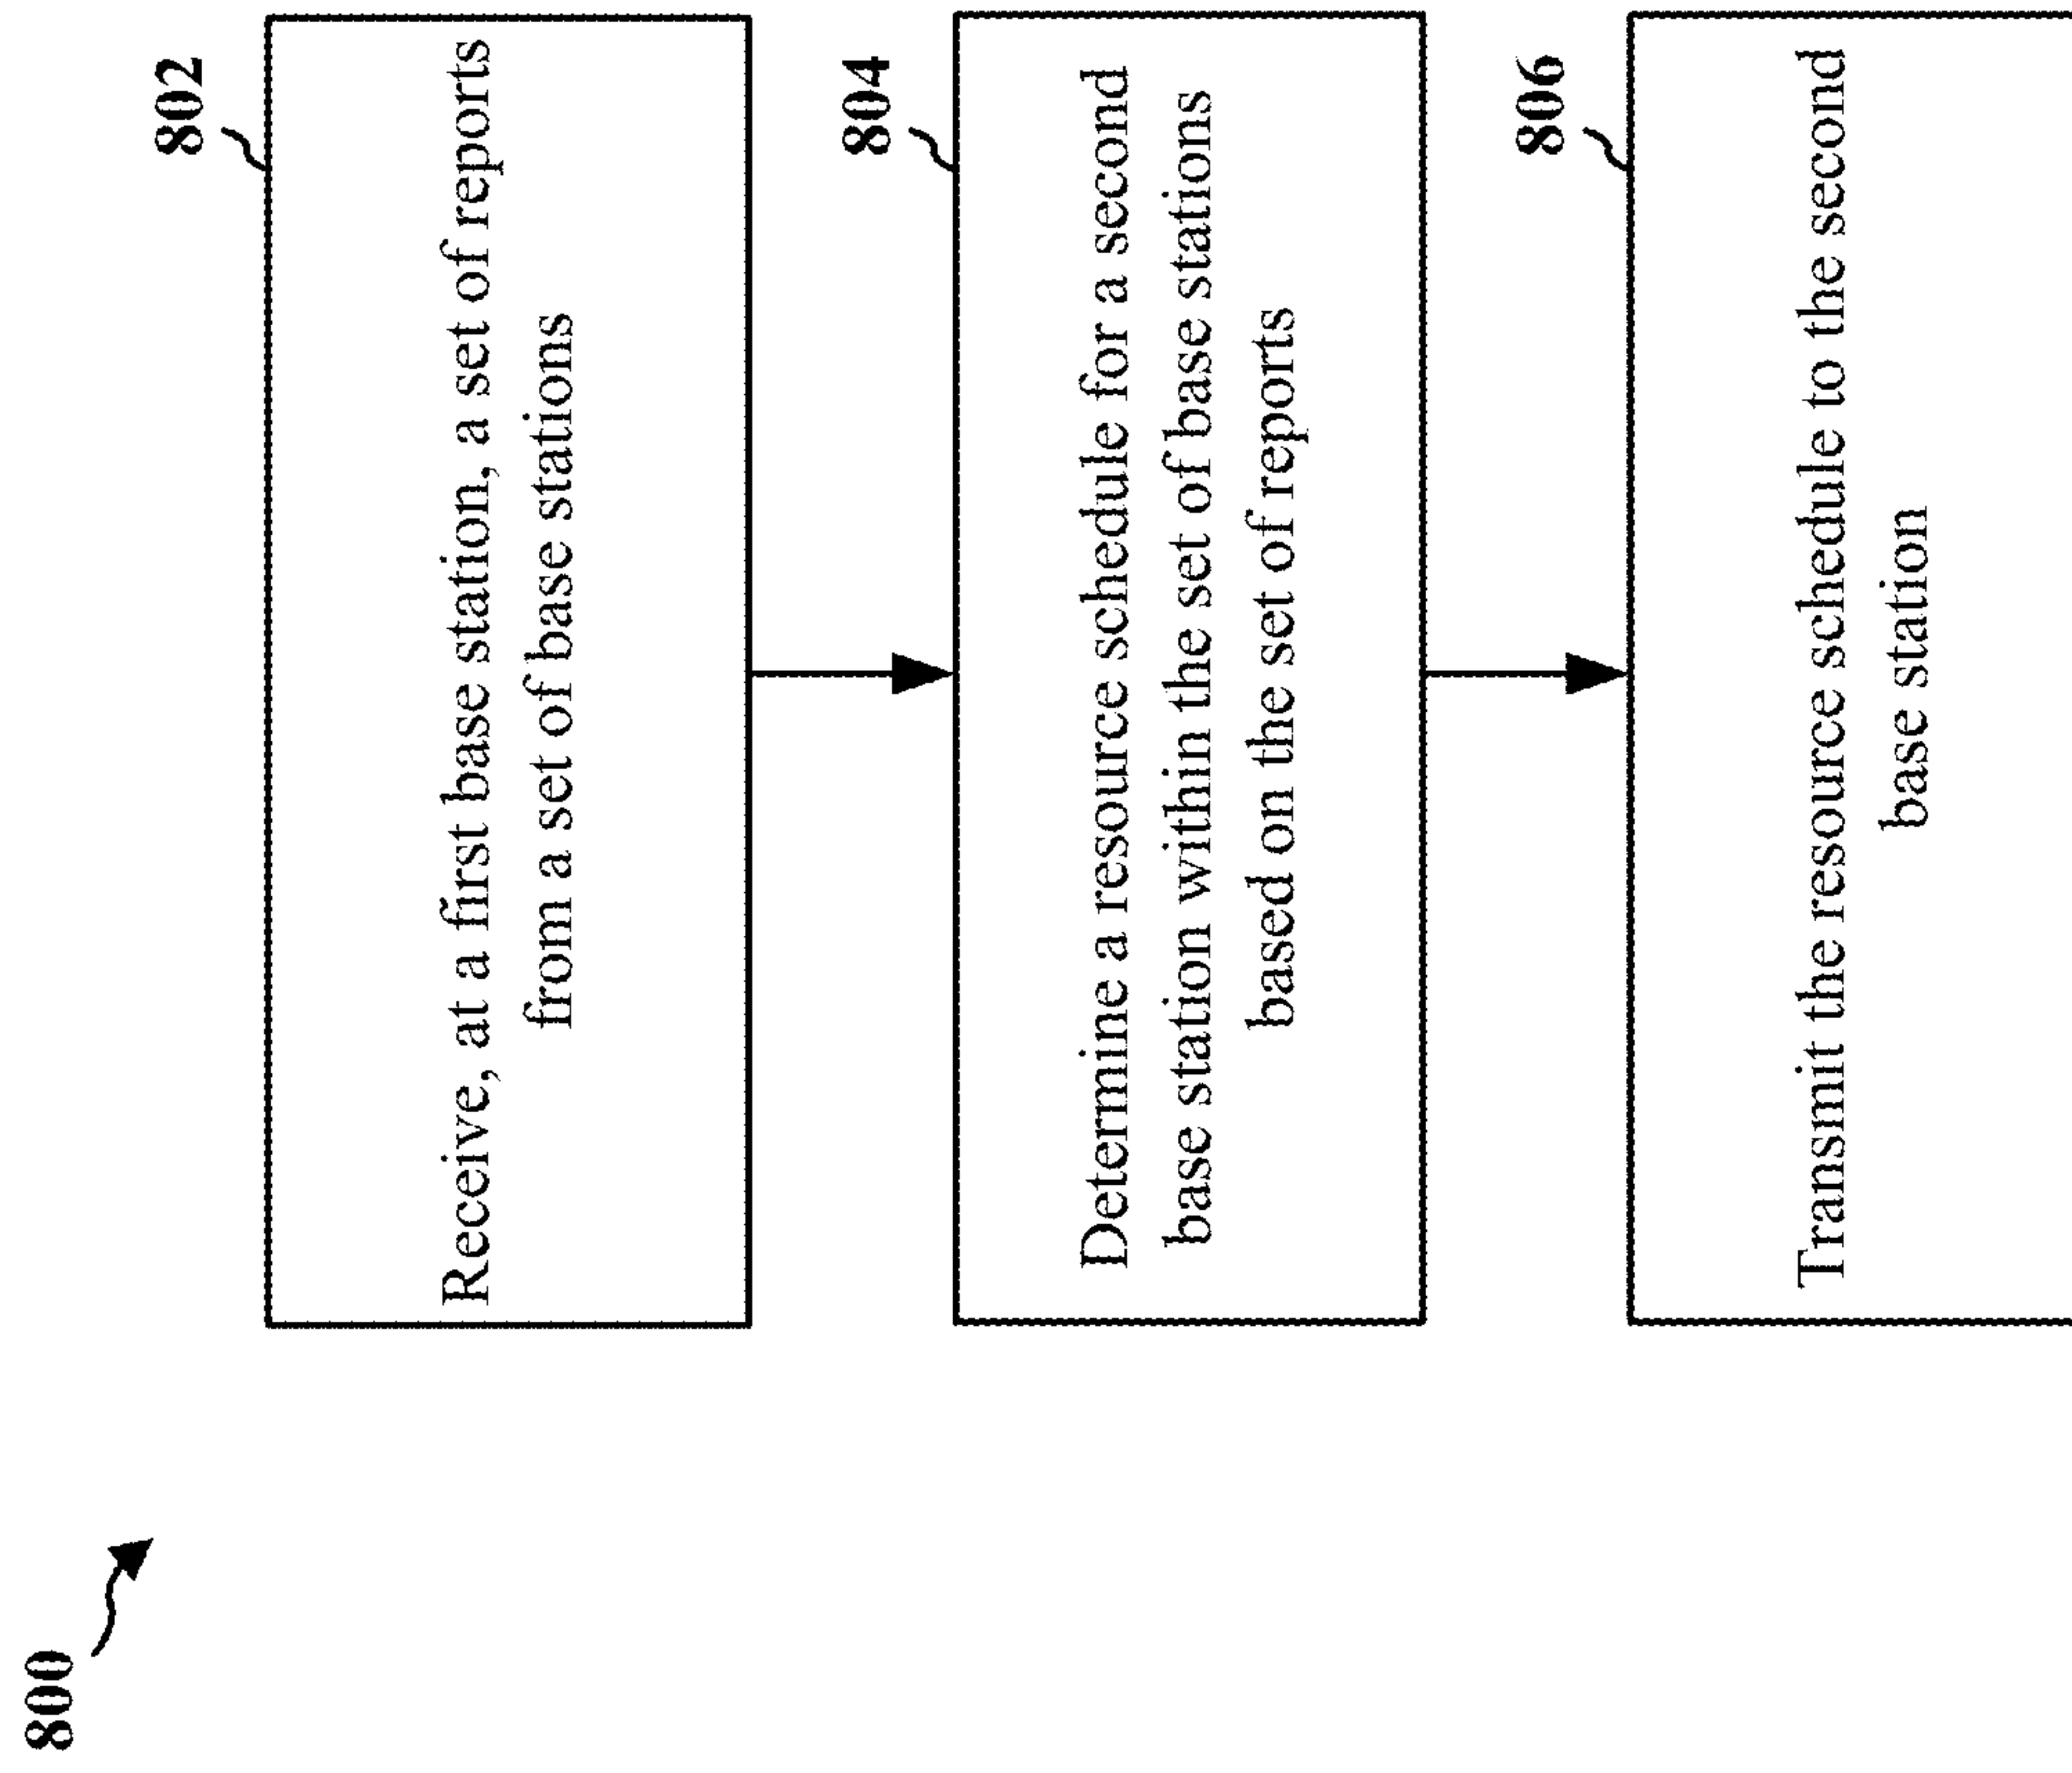 800
802
Receive, at a first base station, a set of reports
from a set of base stations
804
Determine a resource schedule for a second
base station within the set of base stations
based on the set of reports
806
Transmit the resource schedule to the second
base station